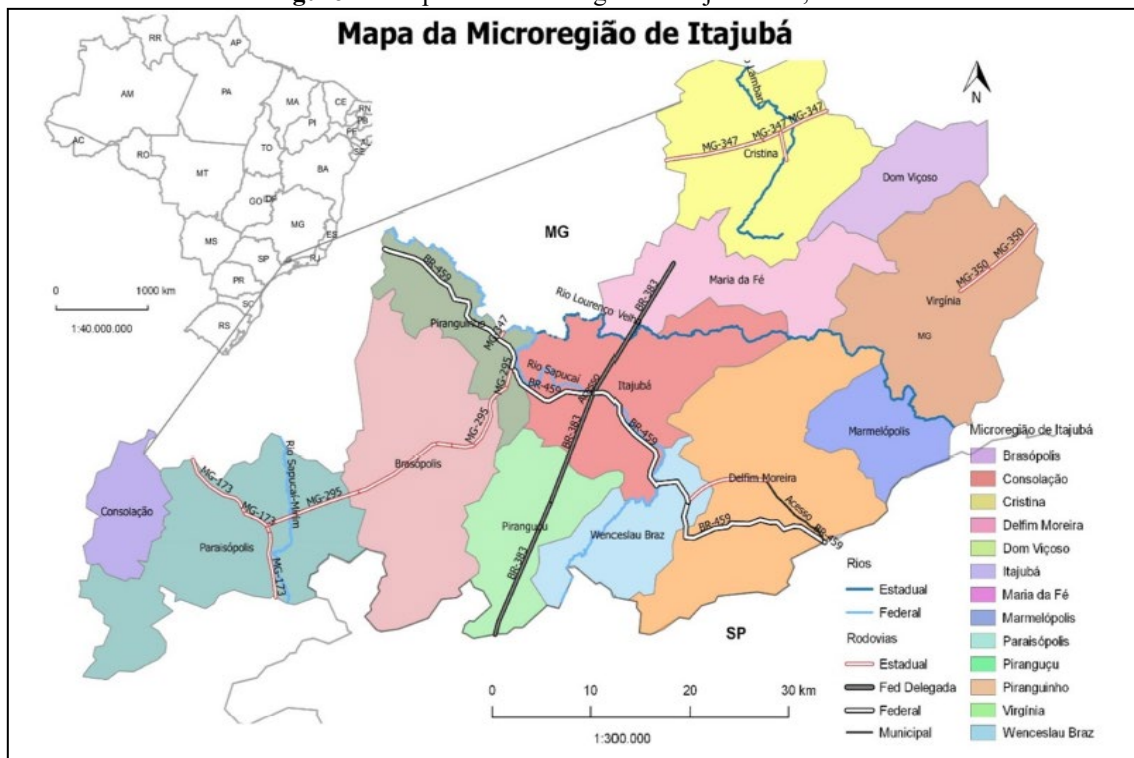 Mapa da Microregião de Itajubá
RR
AP
AM
PA
MA
CE
RN
PB
PE
AL
SE
PI
AC
RO
TO
BA
MT
GO
DF
MG
ES
MS
SP
RJ
PR
SC
RS
0 1000 km
1:40.000.000
N
MG
MG-347
MG-347
MG-347
Cristina
Dom Viçoso
Maria da Fé
MG-350
MG-350
Virgínia
MG
BR-459
Piranguinho
MG-347
Rio Lourenço Velho
BR-383
MG-295
Rio Sapucaí
BR-459
Acesso
Itajubá
BR-383
BR-459
Marmelópolis
MG-295
Brasópolis
MG-295
Rio Sapucaí-Mirim
MG-173
MG-173
MG-173
Consolação
Paraisópolis
Piranguçu
BR-383
Wenceslau Braz
Delfim Moreira
Acesso
BR-459
BR-459
SP
Microregião de Itajubá
Brasópolis
Consolação
Cristina
Delfim Moreira
Dom Viçoso
Itajubá
Maria da Fé
Marmelópolis
Paraisópolis
Piranguçu
Piranguinho
Virgínia
Wenceslau Braz
Rios
Estadual
Federal
Rodovias
Estadual
Fed Delegada
Federal
Municipal
0 10 20 30 km
1:300.000